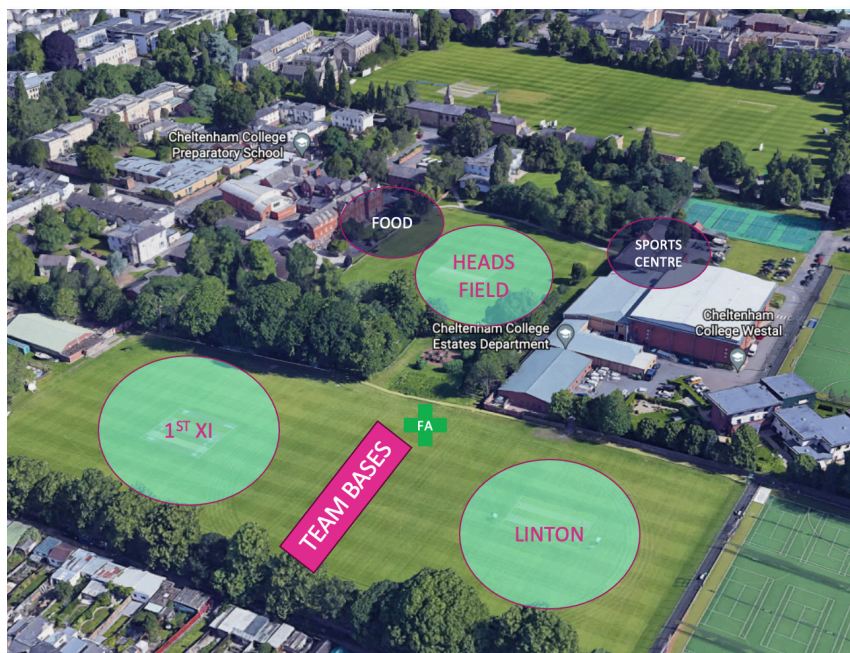 Cheltenham College
Preparatory School
FOOD
HEADS
FIELD
SPORTS
CENTRE
Cheltenham College
Estates Department
Cheltenham
College Westal
1ST XI
FA
TEAM BASES
LINTON